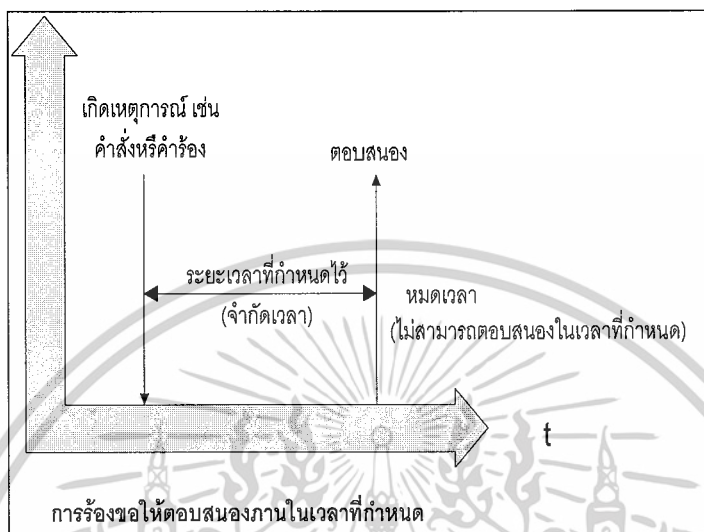 เกิดเหตุการณ์ เช่น
คำสั่งหรีคำร้อง
ตอบสนอง
ระยะเวลาที่กำหนดไว้
(จำกัดเวลา)
หมดเวลา
(ไม่สามารถตอบสนองในเวลาที่กำหนด)
t
การร้องขอให้ตอบสนองภานในเวลาที่กำหนด